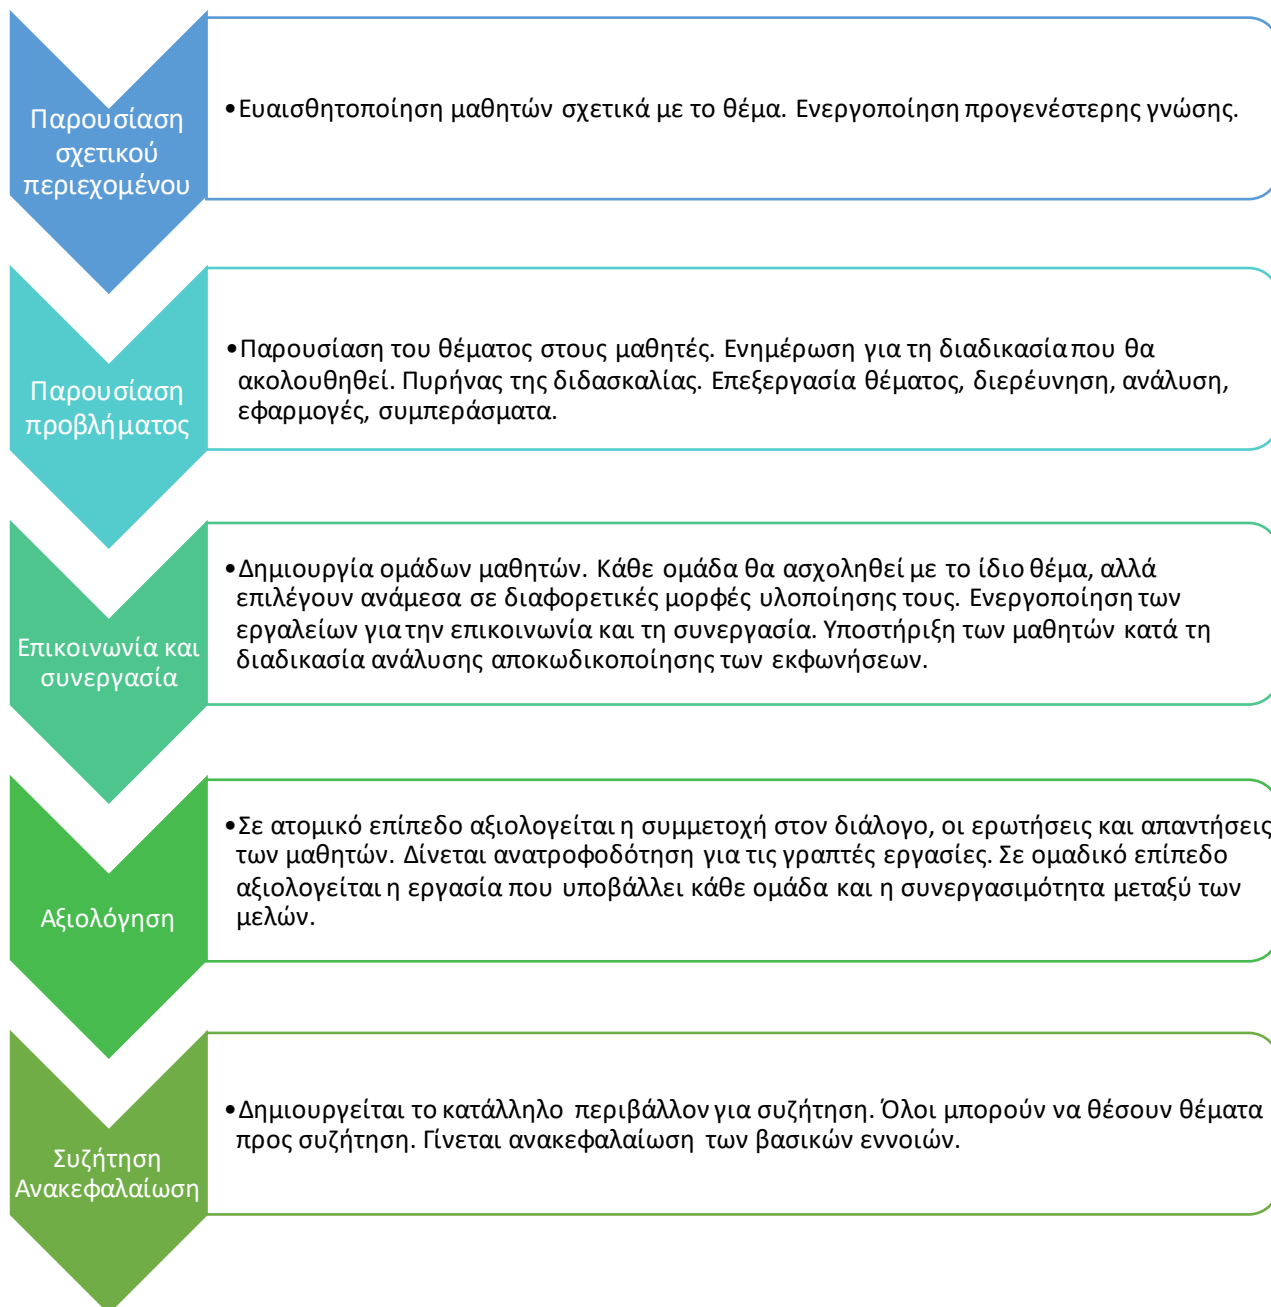 Παρουσίαση
σχετικού
περιεχομένου
•Ευαισθητοποίηση μαθητών σχετικά με το θέμα. Ενεργοποίηση προγενέστερης γνώσης.
Παρουσίαση
προβλήματος
•Παρουσίαση του θέματος στους μαθητές. Ενημέρωση για τη διαδικασία που θα
ακολουθηθεί. Πυρήνας της διδασκαλίας. Επεξεργασία θέματος, διερέυνηση, ανάλυση,
εφαρμογές, συμπεράσματα.
Επικοινωνία και
συνεργασία
•Δημιουργία ομάδων μαθητών. Κάθε ομάδα θα ασχοληθεί με το ίδιο θέμα, αλλά
επιλέγουν ανάμεσα σε διαφορετικές μορφές υλοποίησης τους. Ενεργοποίηση των
εργαλείων για την επικοινωνία και τη συνεργασία. Υποστήριξη των μαθητών κατά τη
διαδικασία ανάλυσης αποκωδικοποίησης των εκφωνήσεων.
Αξιολόγηση
•Σε ατομικό επίπεδο αξιολογείται η συμμετοχή στον διάλογο, οι ερωτήσεις και απαντήσεις
των μαθητών. Δίνεται ανατροφοδότηση για τις γραπτές εργασίες. Σε ομαδικό επίπεδο
αξιολογείται η εργασία που υποβάλλει κάθε ομάδα και η συνεργασιμότητα μεταξύ των
μελών.
Συζήτηση
Ανακεφαλαίωση
•Δημιουργείται το κατάλληλο περιβάλλον για συζήτηση. Όλοι μπορούν να θέσουν θέματα
προς συζήτηση. Γίνεται ανακεφαλαίωση των βασικών εννοιών.